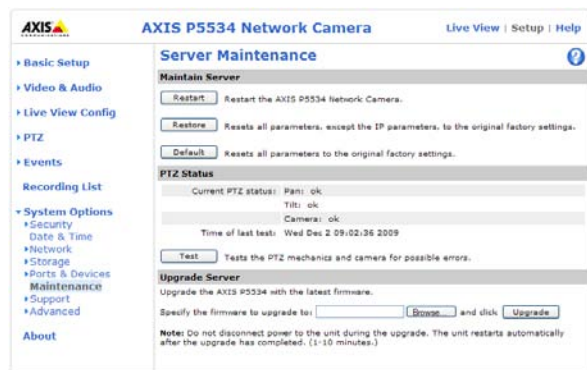 AXIS
AXIS P5534 Network Camera
Live View | Setup | Help
Basic Setup
Video & Audio
Live View Config
PTZ
Events
Recording List
System Options
Security
Date & Time
Network
Storage
Ports & Devices
Maintenance
Support
Advanced
About
Server Maintenance
?
Maintain Server
Restart Restart the AXIS P5534 Network Camera.
Restore Resets all parameters, except the IP parameters, to the original factory settings.
Default Resets all parameters to the original factory settings.
PTZ Status
Current PTZ status: Pan: ok
Tilt: ok
Camera: ok
Time of last test: Wed Dec 2 09:02:36 2009
Test Tests the PTZ mechanics and camera for possible errors.
Upgrade Server
Upgrade the AXIS P5534 with the latest firmware.
Specify the firmware to upgrade to: Browse... and click Upgrade
Note: Do not disconnect power to the unit during the upgrade. The unit restarts automatically
after the upgrade has completed. (1-10 minutes.)